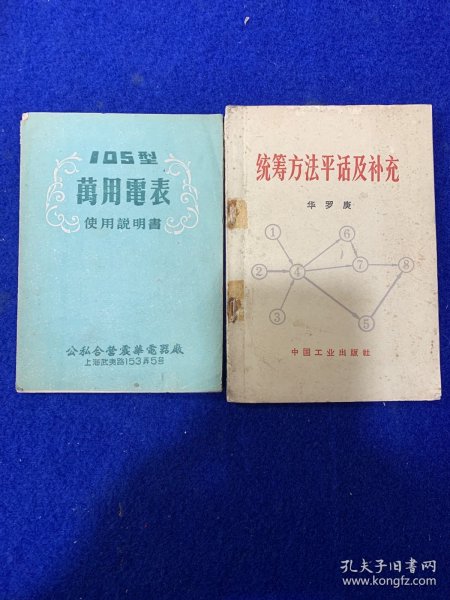 105型
萬用電表
使用説明書
公私合营震華電器廠
上海武夷路153弄5号
统筹方法平话及补充
华罗庚
1
6
2
4
7
8
3
5
中国工业出版社
孔夫子旧书网
www.kongfz.com